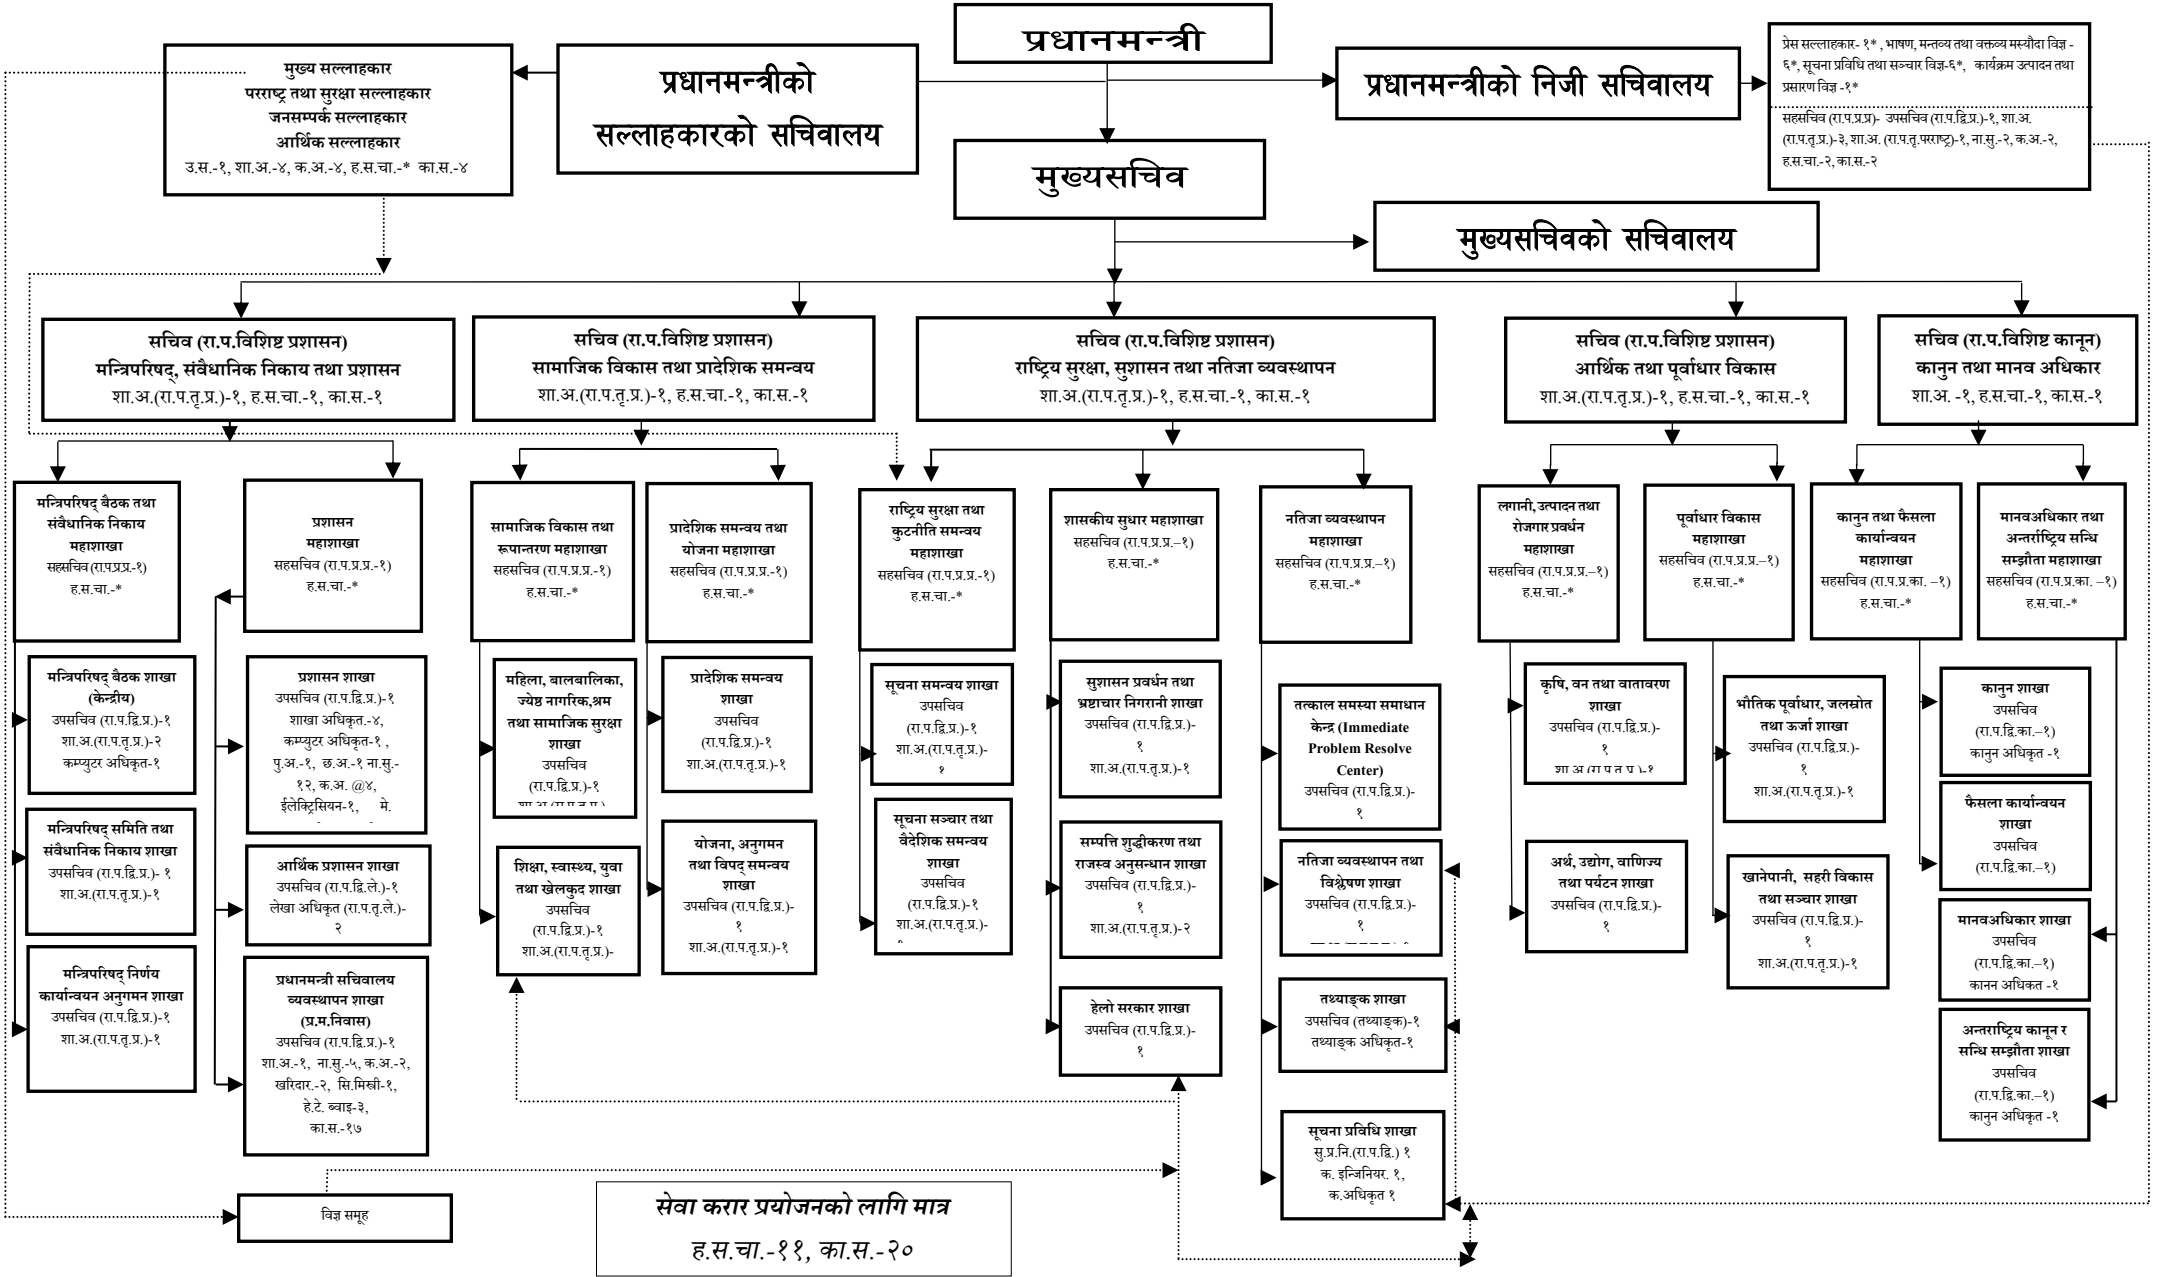 प्रधानमन्त्री
मुख्य सल्लाहकार
परराष्ट्र तथा सुरक्षा सल्लाहकार
जनसम्पर्क सल्लाहकार
आर्थिक सल्लाहकार
उ.स.-१, शा.अ.-४, क.अ.-४, ह.स.चा.-* का.स.-४
प्रधानमन्त्रीको
सल्लाहकारको सचिवालय
प्रधानमन्त्रीको निजी सचिवालय
प्रेस सल्लाहकार- १* , भाषण, मन्तव्य तथा वक्तव्य मस्यौदा विज्ञ -
६*, सूचना प्रविधि तथा सञ्चार विज्ञ-६*, कार्यक्रम उत्पादन तथा
प्रसारण विज्ञ -१*
सहसचिव (रा.प.प्र.प्र)- उपसचिव (रा.प.द्वि.प्र.)-१, शा.अ.
(रा.प.तृ.प्र.)-३, शा.अ. (रा.प.तृ.परराष्ट्र)-१, ना.सु.-२, क.अ.-२,
ह.स.चा.-२, का.स.-२
मुख्यसचिव
मुख्यसचिवको सचिवालय
सचिव (रा.प.विशिष्ट प्रशासन)
मन्त्रिपरिषद्, संवैधानिक निकाय तथा प्रशासन
शा.अ.(रा.प.तृ.प्र.)-१, ह.स.चा.-१, का.स.-१
सचिव (रा.प.विशिष्ट प्रशासन)
सामाजिक विकास तथा प्रादेशिक समन्वय
शा.अ.(रा.प.तृ.प्र.)-१, ह.स.चा.-१, का.स.-१
सचिव (रा.प.विशिष्ट प्रशासन)
राष्ट्रिय सुरक्षा, सुशासन तथा नतिजा व्यवस्थापन
शा.अ.(रा.प.तृ.प्र.)-१, ह.स.चा.-१, का.स.-१
सचिव (रा.प.विशिष्ट प्रशासन)
आर्थिक तथा पूर्वाधार विकास
शा.अ.(रा.प.तृ.प्र.)-१, ह.स.चा.-१, का.स.-१
सचिव (रा.प.विशिष्ट कानून)
कानुन तथा मानव अधिकार
शा.अ. -१, ह.स.चा.-१, का.स.-१
मन्त्रिपरिषद् बैठक तथा
संवैधानिक निकाय
महाशाखा
सहसचिव (रा.प.प्र.प्र.-१)
ह.स.चा.-*
प्रशासन
महाशाखा
सहसचिव (रा.प.प्र.प्र.-१)
ह.स.चा.-*
सामाजिक विकास तथा
रूपान्तरण महाशाखा
सहसचिव (रा.प.प्र.प्र.-१)
ह.स.चा.-*
प्रादेशिक समन्वय तथा
योजना महाशाखा
सहसचिव (रा.प.प्र.प्र.-१)
ह.स.चा.-*
राष्ट्रिय सुरक्षा तथा
कुटनीति समन्वय
महाशाखा
सहसचिव (रा.प.प्र.प्र.-१)
ह.स.चा.-*
शासकीय सुधार महाशाखा
सहसचिव (रा.प.प्र.प्र.–१)
ह.स.चा.-*
नतिजा व्यवस्थापन
महाशाखा
सहसचिव (रा.प.प्र.प्र.–१)
ह.स.चा.-*
लगानी, उत्पादन तथा
रोजगार प्रवर्धन
महाशाखा
सहसचिव (रा.प.प्र.प्र.–१)
ह.स.चा.-*
पूर्वाधार विकास
महाशाखा
सहसचिव (रा.प.प्र.प्र.–१)
ह.स.चा.-*
कानुन तथा फैसला
कार्यान्वयन
महाशाखा
सहसचिव (रा.प.प्र.का. –१)
ह.स.चा.-*
मानवअधिकार तथा
अन्तर्राष्ट्रिय सन्धि
सम्झौता महाशाखा
सहसचिव (रा.प.प्र.का. –१)
ह.स.चा.-*
मन्त्रिपरिषद् बैठक शाखा
(केन्द्रीय)
उपसचिव (रा.प.द्वि.प्र.)-१
शा.अ.(रा.प.तृ.प्र.)-२
कम्प्युटर अधिकृत-१
मन्त्रिपरिषद् समिति तथा
संवैधानिक निकाय शाखा
उपसचिव (रा.प.द्वि.प्र.)- १
शा.अ.(रा.प.तृ.प्र.)-१
मन्त्रिपरिषद् निर्णय
कार्यान्वयन अनुगमन शाखा
उपसचिव (रा.प.द्वि.प्र.)-१
शा.अ.(रा.प.तृ.प्र.)-१
प्रशासन शाखा
उपसचिव (रा.प.द्वि.प्र.)-१
शाखा अधिकृत.-४,
कम्प्युटर अधिकृत-१ ,
पु.अ.-१, छ.अ.-१ ना.सु.-
१२, क.अ. @४,
ईलेक्ट्रिसियन-१, मे.
आर्थिक प्रशासन शाखा
उपसचिव (रा.प.द्वि.ले.)-१
लेखा अधिकृत (रा.प.तृ.ले.)-
२
प्रधानमन्त्री सचिवालय
व्यवस्थापन शाखा
(प्र.म.निवास)
उपसचिव (रा.प.द्वि.प्र.)-१
शा.अ.-१, ना.सु.-५, क.अ.-२,
खरिदार.-२, सि.मिस्त्री-१,
हे.टे. ब्वाइ-३,
का.स.-१७
महिला, बालबालिका,
ज्येष्ठ नागरिक,श्रम
तथा सामाजिक सुरक्षा
शाखा
उपसचिव
(रा.प.द्वि.प्र.)-१
शिक्षा, स्वास्थ्य, युवा
तथा खेलकुद शाखा
उपसचिव
(रा.प.द्वि.प्र.)-१
शा.अ.(रा.प.तृ.प्र.)-
प्रादेशिक समन्वय
शाखा
उपसचिव
(रा.प.द्वि.प्र.)-१
शा.अ.(रा.प.तृ.प्र.)-१
योजना, अनुगमन
तथा विपद् समन्वय
शाखा
उपसचिव (रा.प.द्वि.प्र.)-
१
शा.अ.(रा.प.तृ.प्र.)-१
सूचना समन्वय शाखा
उपसचिव
(रा.प.द्वि.प्र.)-१
शा.अ.(रा.प.तृ.प्र.)-
१
सूचना सञ्चार तथा
वैदेशिक समन्वय
शाखा
उपसचिव
(रा.प.द्वि.प्र.)-१
शा.अ.(रा.प.तृ.प्र.)-
सुशासन प्रवर्धन तथा
भ्रष्टाचार निगरानी शाखा
उपसचिव (रा.प.द्वि.प्र.)-
१
शा.अ.(रा.प.तृ.प्र.)-१
सम्पत्ति शुद्धीकरण तथा
राजस्व अनुसन्धान शाखा
उपसचिव (रा.प.द्वि.प्र.)-
१
शा.अ.(रा.प.तृ.प्र.)-२
हेलो सरकार शाखा
उपसचिव (रा.प.द्वि.प्र.)-
१
तत्काल समस्या समाधान
केन्द्र (Immediate
Problem Resolve
Center)
उपसचिव (रा.प.द्वि.प्र.)-
१
नतिजा व्यवस्थापन तथा
विश्लेषण शाखा
उपसचिव (रा.प.द्वि.प्र.)-
१
तथ्याङ्क शाखा
उपसचिव (तथ्याङ्क)-१
तथ्याङ्क अधिकृत-१
सूचना प्रविधि शाखा
सु.प्र.नि.(रा.प.द्वि.) १
क. इन्जिनियर. १,
क.अधिकृत १
कृषि, वन तथा वातावरण
शाखा
उपसचिव (रा.प.द्वि.प्र.)-
१
शा.अ.(रा.प.तृ.प्र.)-१
अर्थ, उद्योग, वाणिज्य
तथा पर्यटन शाखा
उपसचिव (रा.प.द्वि.प्र.)-
१
भौतिक पूर्वाधार, जलस्रोत
तथा ऊर्जा शाखा
उपसचिव (रा.प.द्वि.प्र.)-
१
शा.अ.(रा.प.तृ.प्र.)-१
खानेपानी, सहरी विकास
तथा सञ्चार शाखा
उपसचिव (रा.प.द्वि.प्र.)-
१
शा.अ.(रा.प.तृ.प्र.)-१
कानुन शाखा
उपसचिव
(रा.प.द्वि.का.–१)
कानुन अधिकृत -१
फैसला कार्यान्वयन
शाखा
उपसचिव
(रा.प.द्वि.का.–१)
मानवअधिकार शाखा
उपसचिव
(रा.प.द्वि.का.–१)
कानन अधिकत -१
अन्तराष्ट्रिय कानून र
सन्धि सम्झौता शाखा
उपसचिव
(रा.प.द्वि.का.–१)
कानुन अधिकृत -१
विज्ञ समूह
सेवा करार प्रयोजनको लागि मात्र
ह.स.चा.-११, का.स.-२०